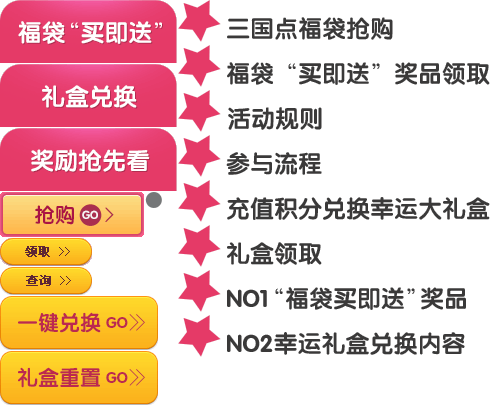 福袋“买即送”
礼盒兑换
奖励抢先看
抢购 GO
领取
查询
一键兑换 GO
礼盒重置 GO
三国点福袋抢购
福袋“买即送”奖品领取
活动规则
参与流程
充值积分兑换幸运大礼盒
礼盒领取
NO1“福袋买即送”奖品
NO2幸运礼盒兑换内容